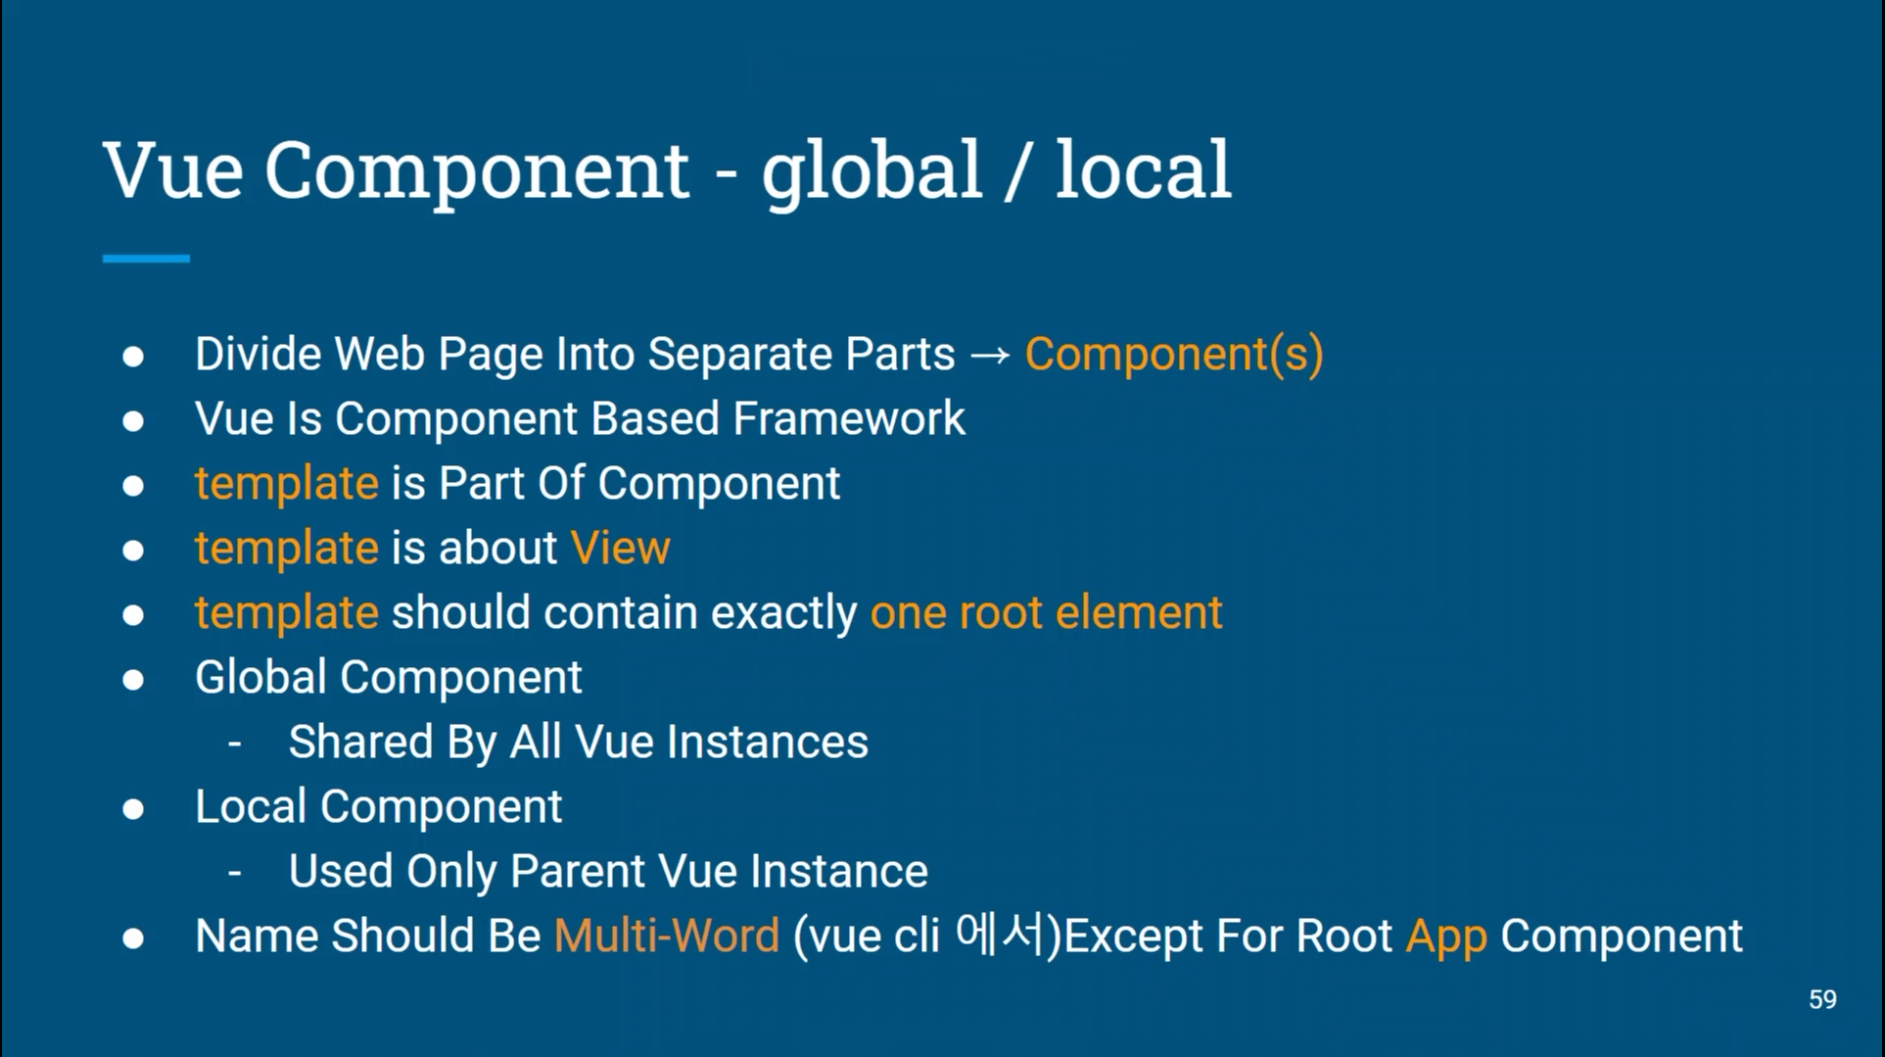 Vue Component - global / local
● Divide Web Page Into Separate Parts → Component(s)
● Vue Is Component Based Framework
● template is Part Of Component
● template is about View
● template should contain exactly one root element
● Global Component
- Shared By All Vue Instances
● Local Component
- Used Only Parent Vue Instance
● Name Should Be Multi-Word (vue cli 에서)Except For Root App Component
59